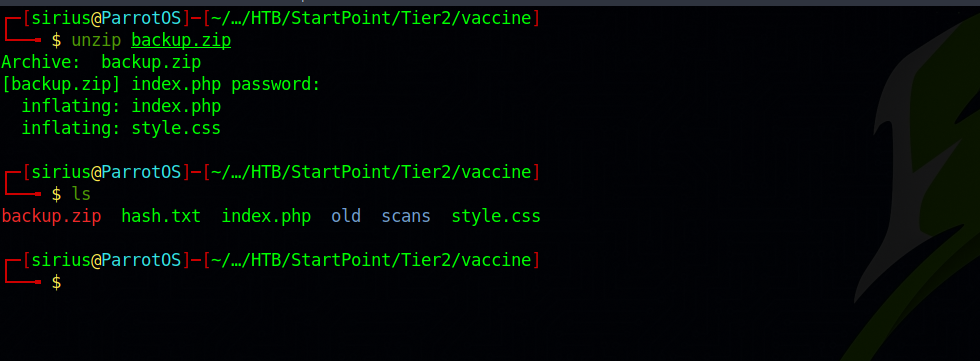 ┌─[sirius@ParrotOS]─[~/…/HTB/StartPoint/Tier2/vaccine]
└──╼ $ unzip backup.zip
Archive:  backup.zip
[backup.zip] index.php password:
  inflating: index.php
  inflating: style.css
┌─[sirius@ParrotOS]─[~/…/HTB/StartPoint/Tier2/vaccine]
└──╼ $ ls
backup.zip  hash.txt  index.php  old  scans  style.css
┌─[sirius@ParrotOS]─[~/…/HTB/StartPoint/Tier2/vaccine]
└──╼ $